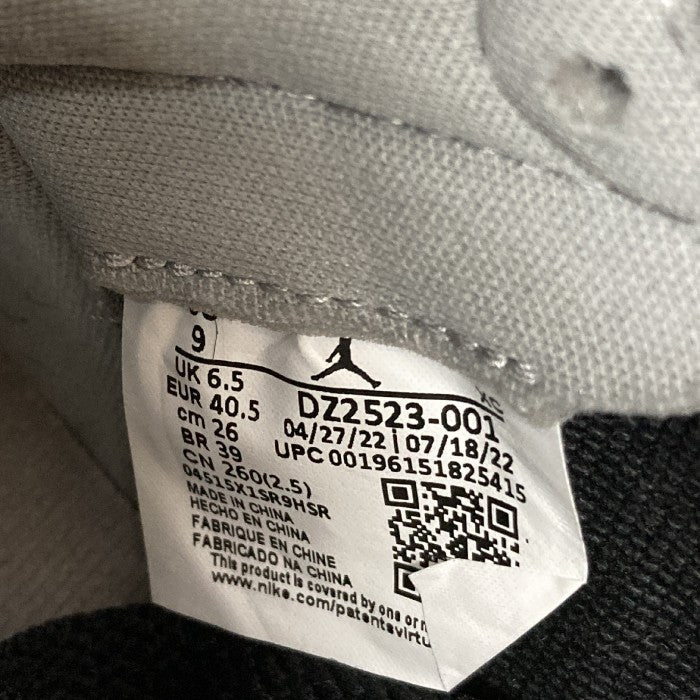 9
XC
UK 6.5
EUR 40.5
cm 26
BR 39
CN 260(2.5)
DZ2523-001
04/27/22 | 07/18/22
UPC 00196151825415
04515X1SR9HSR
MADE IN CHINA
HECHO EN CHINA
FABRIQUE EN CHINE
FABRICADO NA CHINA
This product is covered by one or
www.nike.com/patentsvirtu